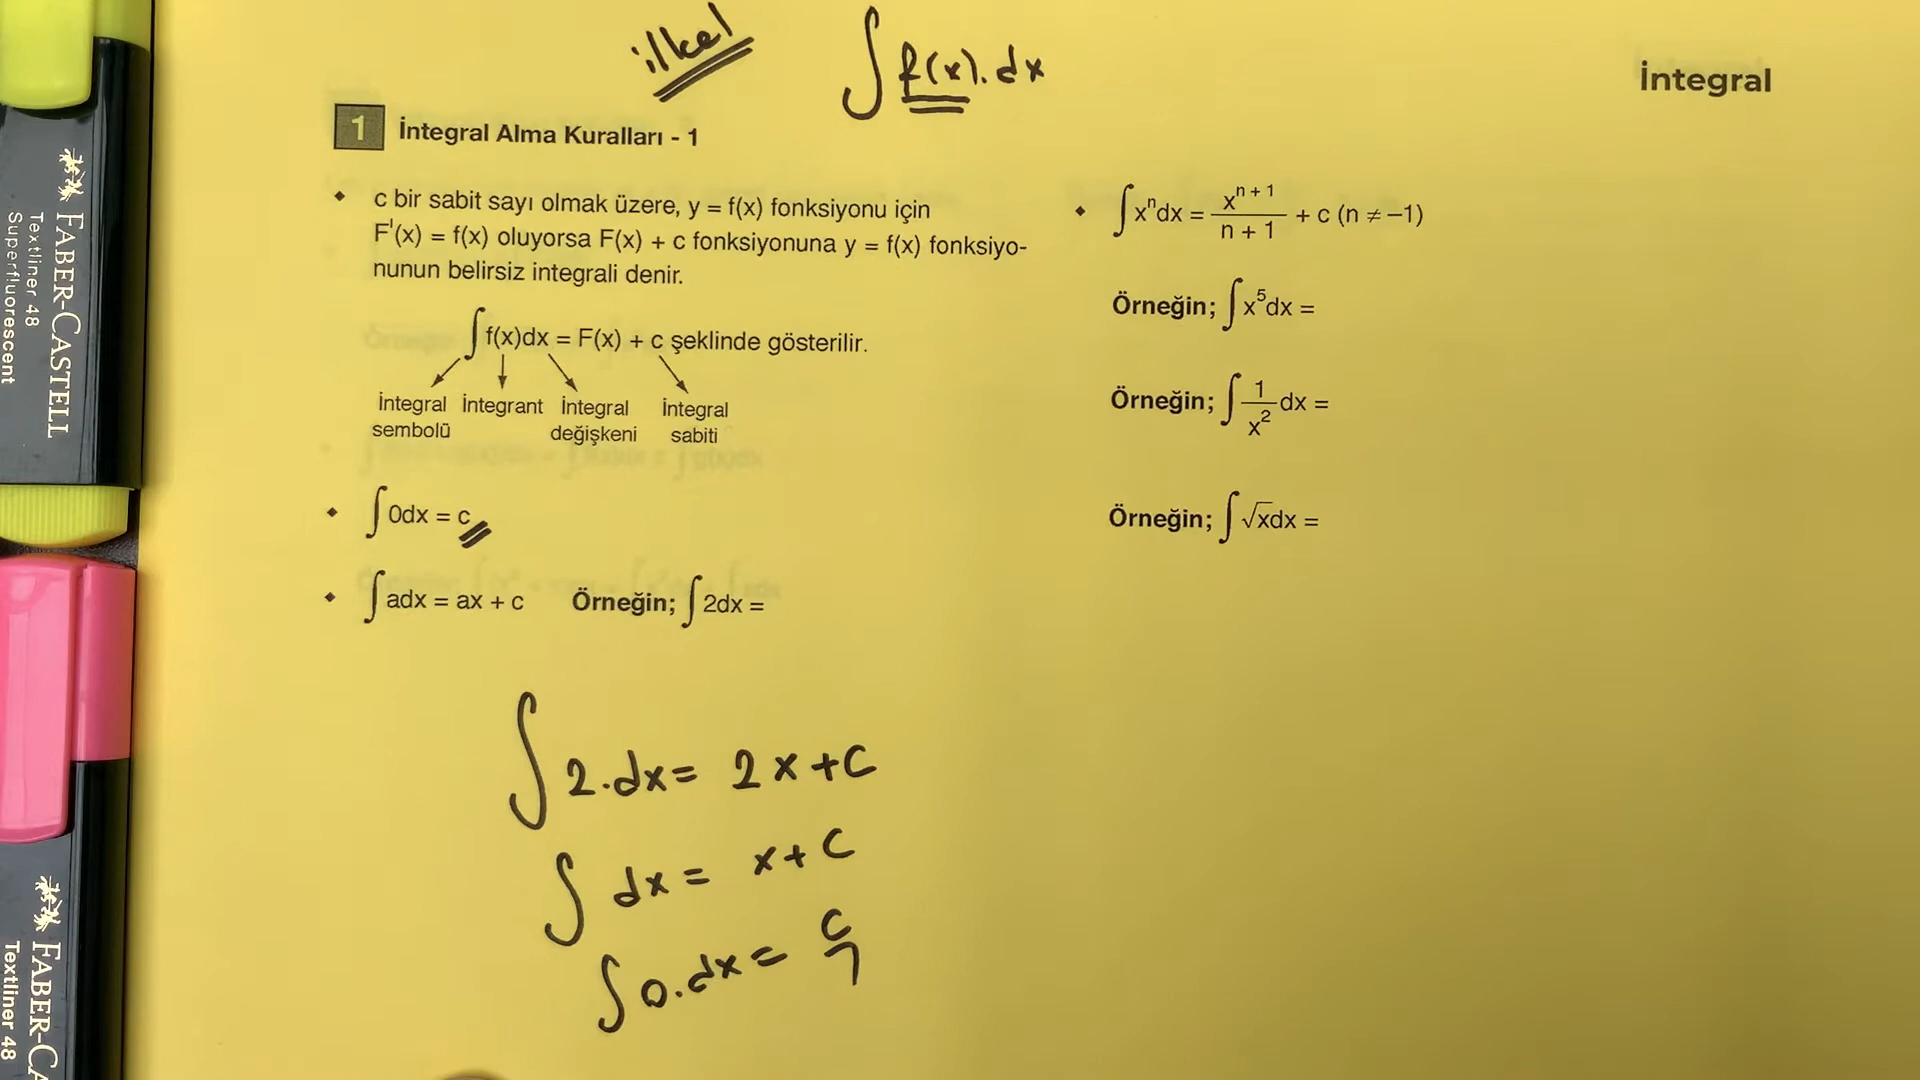 ilkel
∫f(x).dx
İntegral
1 İntegral Alma Kuralları - 1
c bir sabit sayı olmak üzere, y = f(x) fonksiyonu için
F'(x) = f(x) oluyorsa F(x) + c fonksiyonuna y = f(x) fonksiyo-
nunun belirsiz integrali denir.
∫f(x)dx = F(x) + c şeklinde gösterilir.
İntegral sembolü
İntegrant
İntegral değişkeni
İntegral sabiti
∫0dx = c
∫adx = ax + c Örneğin; ∫2dx =
∫2.dx = 2x+c
∫dx = x+c
∫0.dx = c
∫xⁿdx = xⁿ⁺¹/(n + 1) + c (n ≠ −1)
Örneğin; ∫x⁵dx =
Örneğin; ∫1/x² dx =
Örneğin; ∫√xdx =
FABER-CASTELL
Textliner 48
Superfluorescent
FABER-CA
Textliner 48